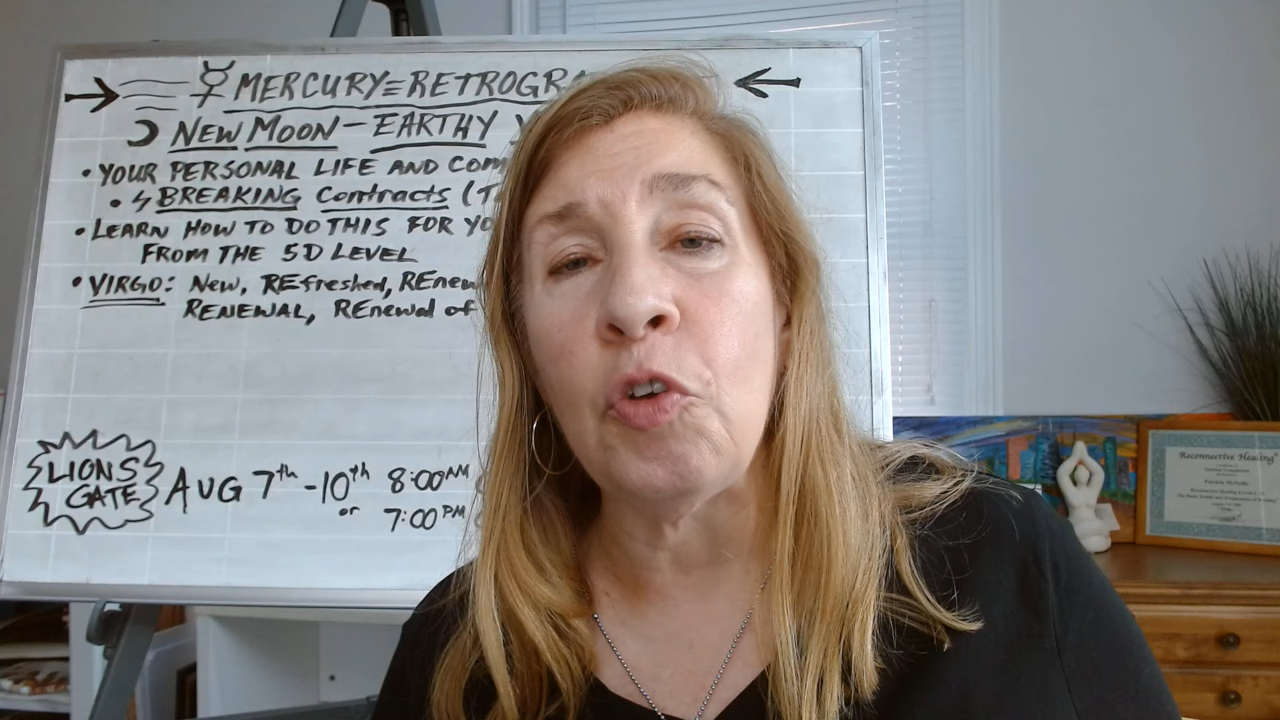 ☿ MERCURY = RETROGR
NEW MOON - EARTHY
• YOUR PERSONAL LIFE AND COM
• ϟ BREAKING Contracts (T
• LEARN HOW TO DO THIS FOR YO
FROM THE 5D LEVEL
• VIRGO: New, REfreshed, REnew
RENEWAL, REnewal of
LIONS GATE
AUG 7th - 10th 8:00AM
or 7:00PM
Reconnective Healing®